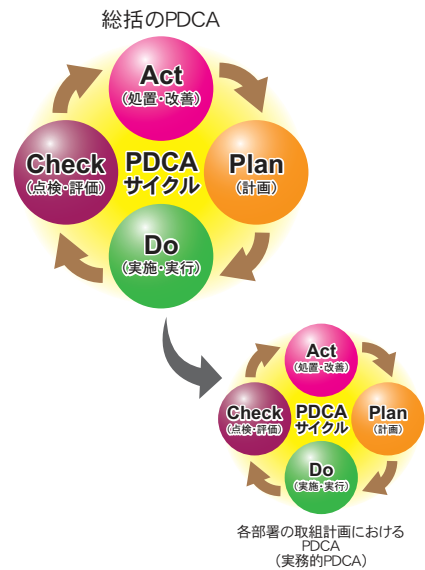 総括のPDCA
Act
(処置・改善)
Check
(点検・評価)
PDCA
サイクル
Plan
(計画)
Do
(実施・実行)
Act
(処置・改善)
Check
(点検・評価)
PDCA
サイクル
Plan
(計画)
Do
(実施・実行)
各部署の取組計画における
PDCA
(実務的PDCA)